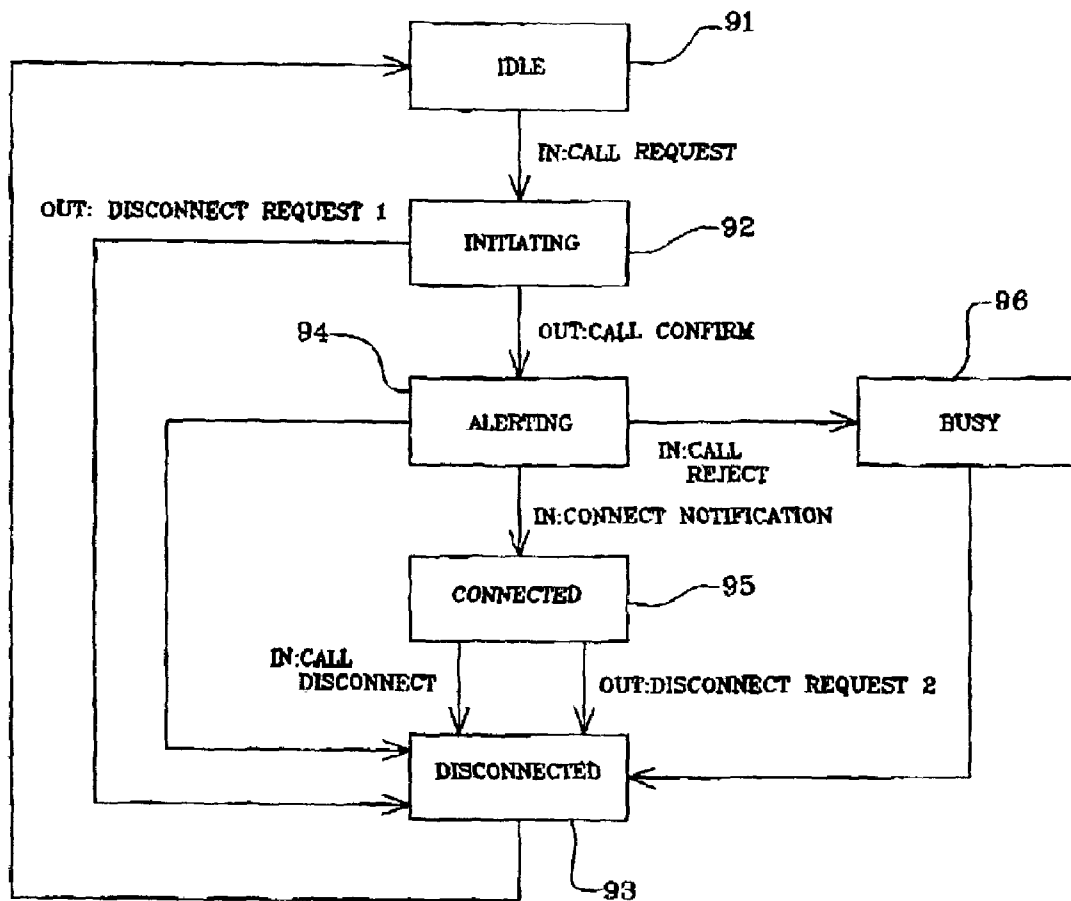 91
IDLE
IN:CALL REQUEST
OUT: DISCONNECT REQUEST 1
INITIATING
92
OUT:CALL CONFIRM
94
96
ALERTING
BUSY
IN:CALL
REJECT
IN:CONNECT NOTIFICATION
CONNECTED
95
IN:CALL
DISCONNECT
OUT:DISCONNECT REQUEST 2
DISCONNECTED
93